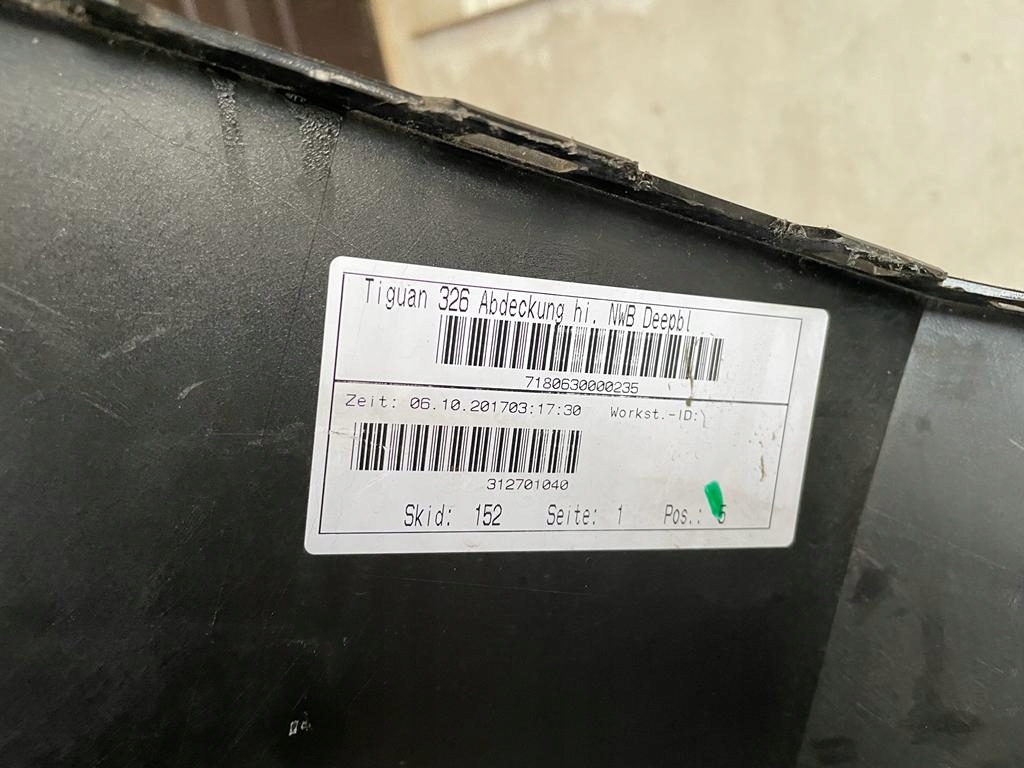 Tiguan 326 Abdeckung hi. NWB Deepbl
7180630000235
Zeit: 06.10.201703:17:30 Workst.-ID:
312701040
Skid: 152 Seite: 1 Pos.: 5